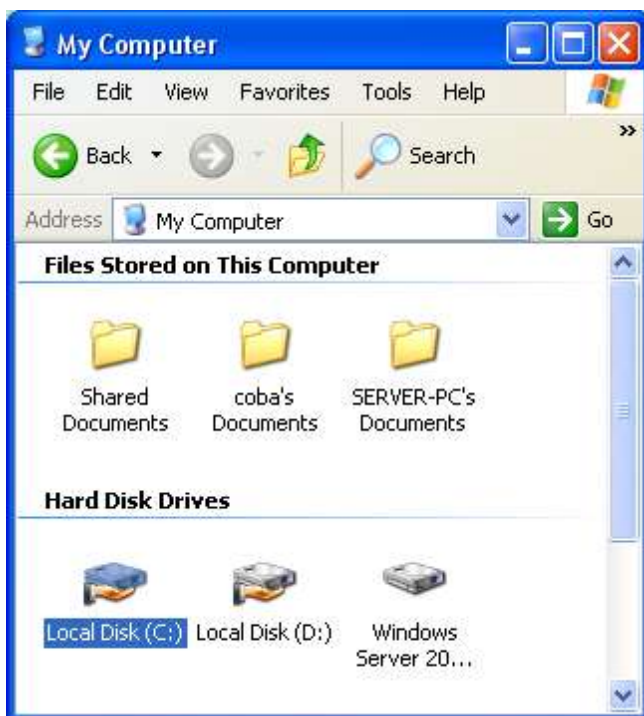 My Computer
File Edit View Favorites Tools Help
Back Search »
Address My Computer Go
Files Stored on This Computer
Shared Documents
coba's Documents
SERVER-PC's Documents
Hard Disk Drives
Local Disk (C:) Local Disk (D:) Windows
Server 20...